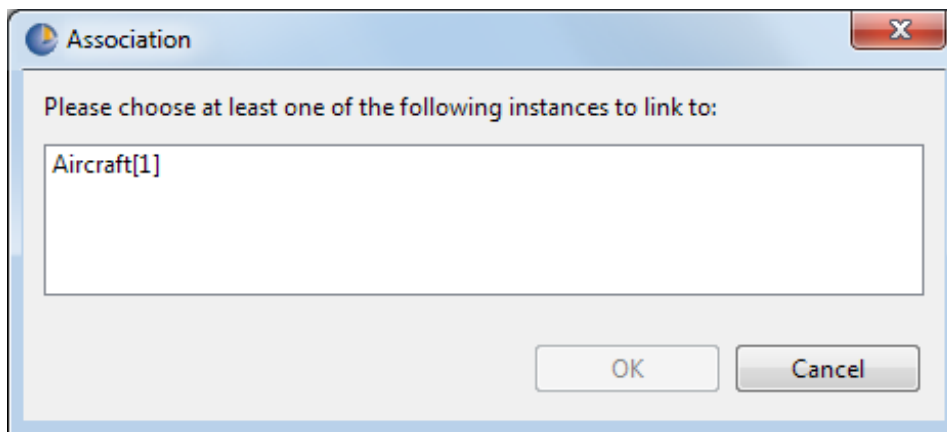 Association
Please choose at least one of the following instances to link to:
Aircraft[1]
OK
Cancel